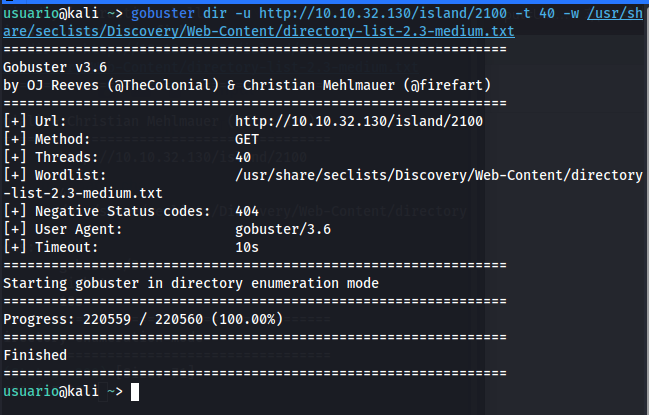 usuario@kali ~> gobuster dir -u http://10.10.32.130/island/2100 -t 40 -w /usr/sh
are/seclists/Discovery/Web-Content/directory-list-2.3-medium.txt
===============================================================
Gobuster v3.6
by OJ Reeves (@TheColonial) & Christian Mehlmauer (@firefart)
===============================================================
[+] Url:                     http://10.10.32.130/island/2100
[+] Method:                  GET
[+] Threads:                 40
[+] Wordlist:                /usr/share/seclists/Discovery/Web-Content/directory
-list-2.3-medium.txt
[+] Negative Status codes:   404
[+] User Agent:              gobuster/3.6
[+] Timeout:                 10s
===============================================================
Starting gobuster in directory enumeration mode
===============================================================
Progress: 220559 / 220560 (100.00%)
===============================================================
Finished
===============================================================
usuario@kali ~>